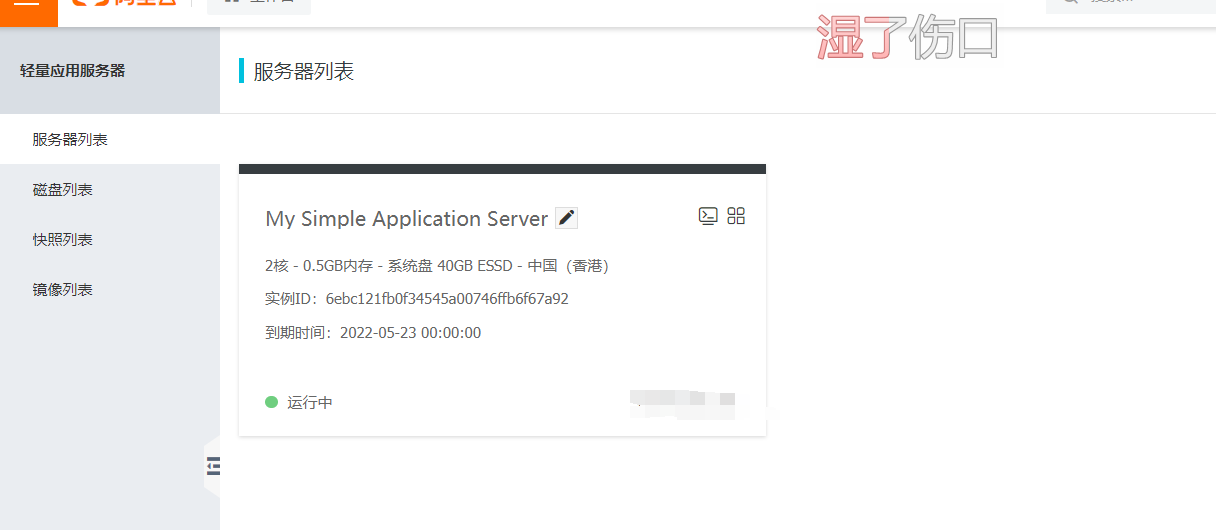 湿了伤口
轻量应用服务器
服务器列表
服务器列表
磁盘列表
快照列表
镜像列表
My Simple Application Server
2核 - 0.5GB内存 - 系统盘 40GB ESSD - 中国（香港）
实例ID：6ebc121fb0f34545a00746ffb6f67a92
到期时间：2022-05-23 00:00:00
运行中